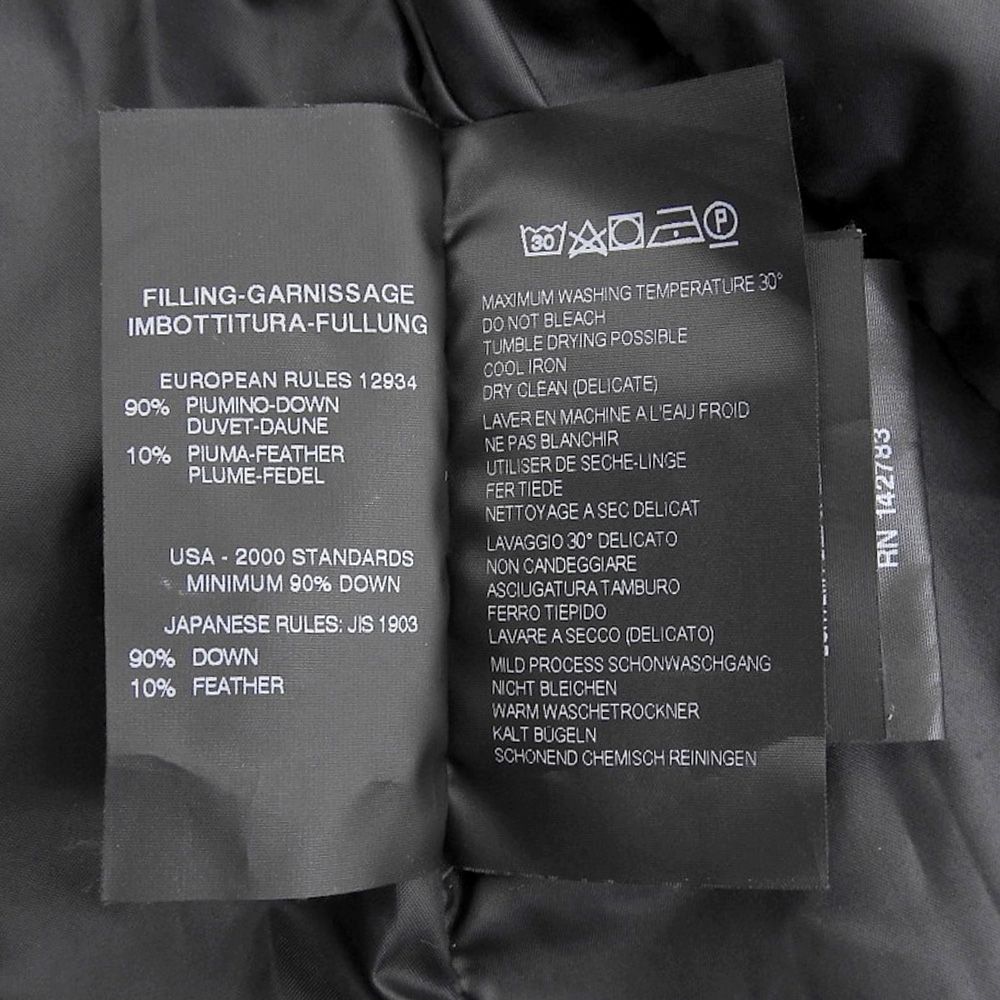 FILLING-GARNISSAGE
IMBOTTITURA-FULLUNG
EUROPEAN RULES 12934
90% PIUMINO-DOWN
DUVET-DAUNE
10% PIUMA-FEATHER
PLUME-FEDEL
USA - 2000 STANDARDS
MINIMUM 90% DOWN
JAPANESE RULES: JIS 1903
90% DOWN
10% FEATHER
30 P
MAXIMUM WASHING TEMPERATURE 30°
DO NOT BLEACH
TUMBLE DRYING POSSIBLE
COOL IRON
DRY CLEAN (DELICATE)
LAVER EN MACHINE A L'EAU FROID
NE PAS BLANCHIR
UTILISER DE SECHE-LINGE
FER TIEDE
NETTOYAGE A SEC DELICAT
LAVAGGIO 30° DELICATO
NON CANDEGGIARE
ASCIUGATURA TAMBURO
FERRO TIEPIDO
LAVARE A SECCO (DELICATO)
MILD PROCESS SCHONWASCHGANG
NICHT BLEICHEN
WARM WASCHETROCKNER
KALT BÜGELN
SCHONEND CHEMISCH REININGEN
RN 142783